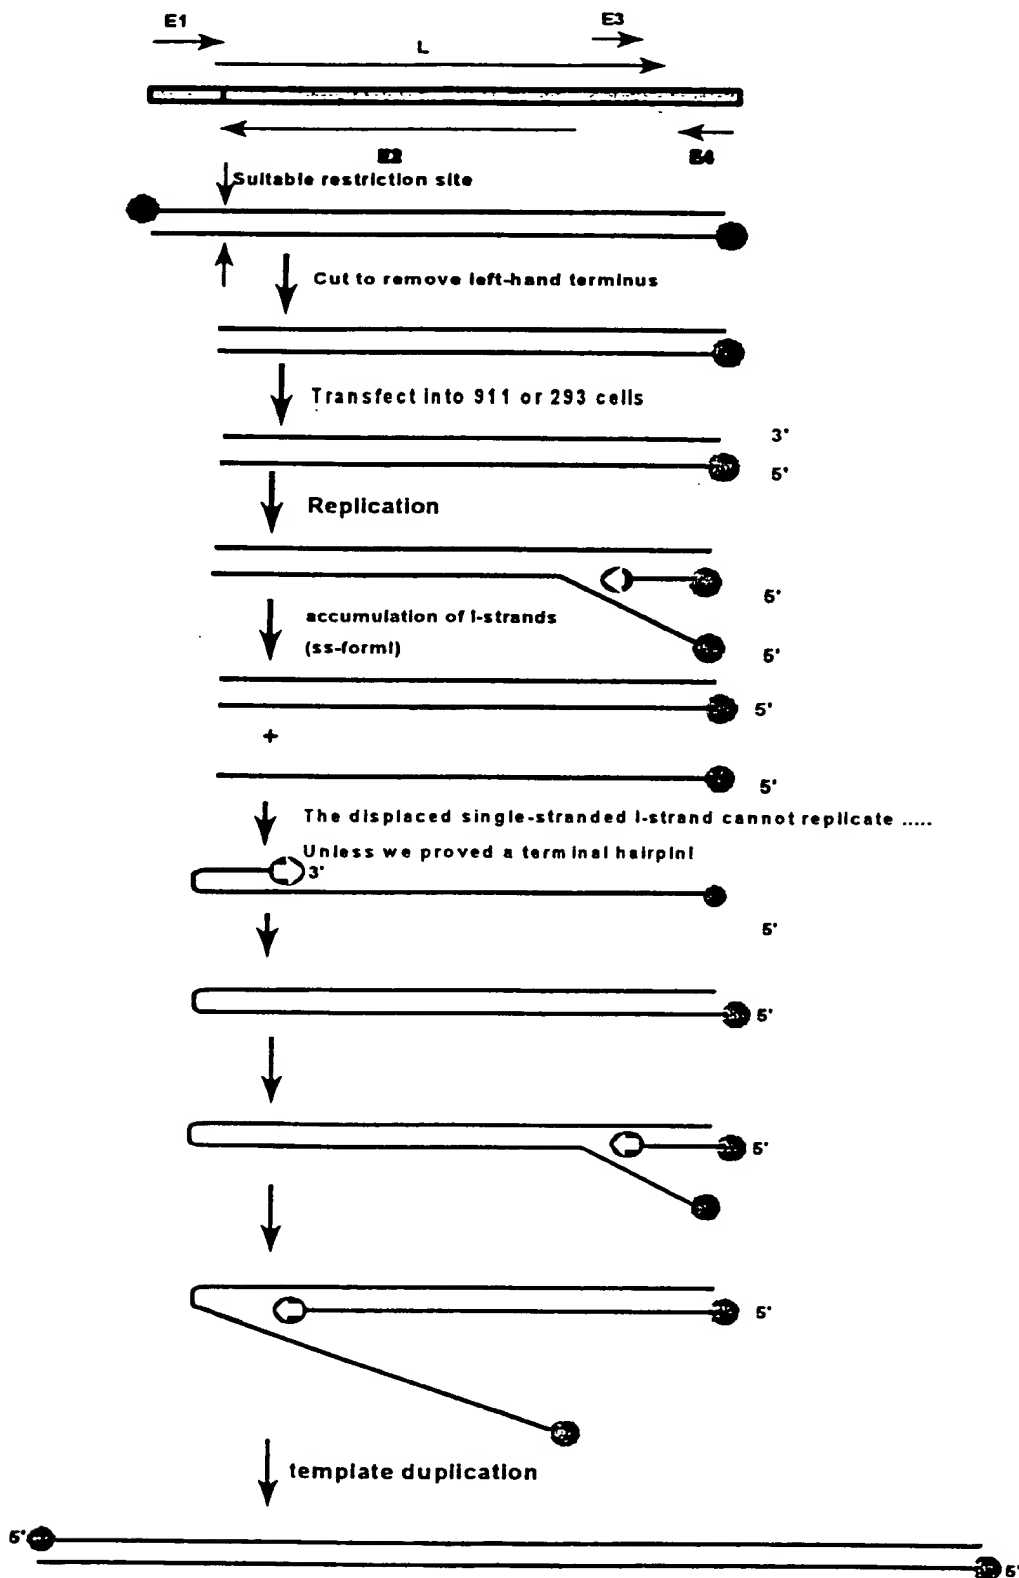 E1
E3
L
E2
E4
Suitable restriction site
Cut to remove left-hand terminus
Transfect into 911 or 293 cells
3'
5'
Replication
5'
accumulation of l-strands
(ss-form!)
5'
5'
+
5'
The displaced single-stranded l-strand cannot replicate .....
Unless we proved a terminal hairpin!
3'
5'
5'
5'
5'
template duplication
5'
5'